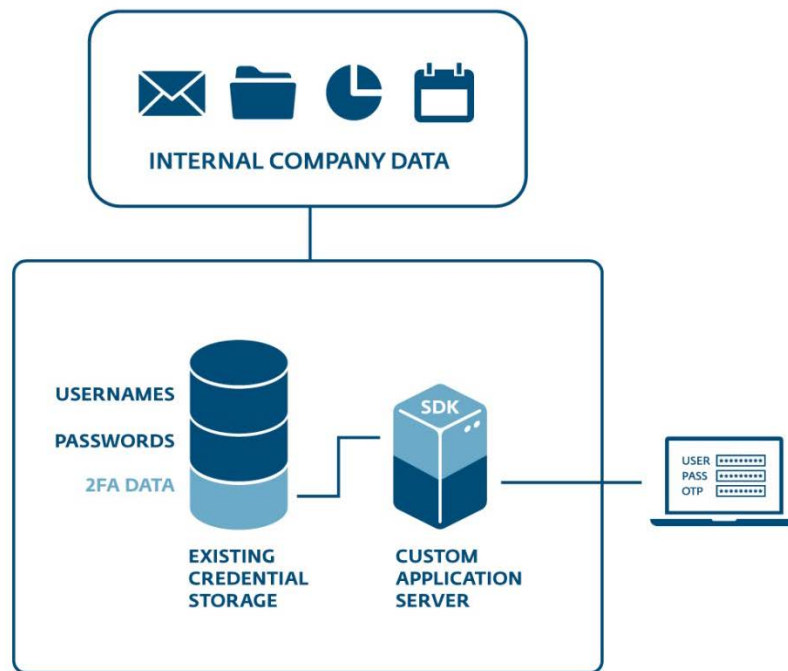 INTERNAL COMPANY DATA
USERNAMES
PASSWORDS
2FA DATA
SDK
EXISTING
CREDENTIAL
STORAGE
CUSTOM
APPLICATION
SERVER
USER
PASS
OTP